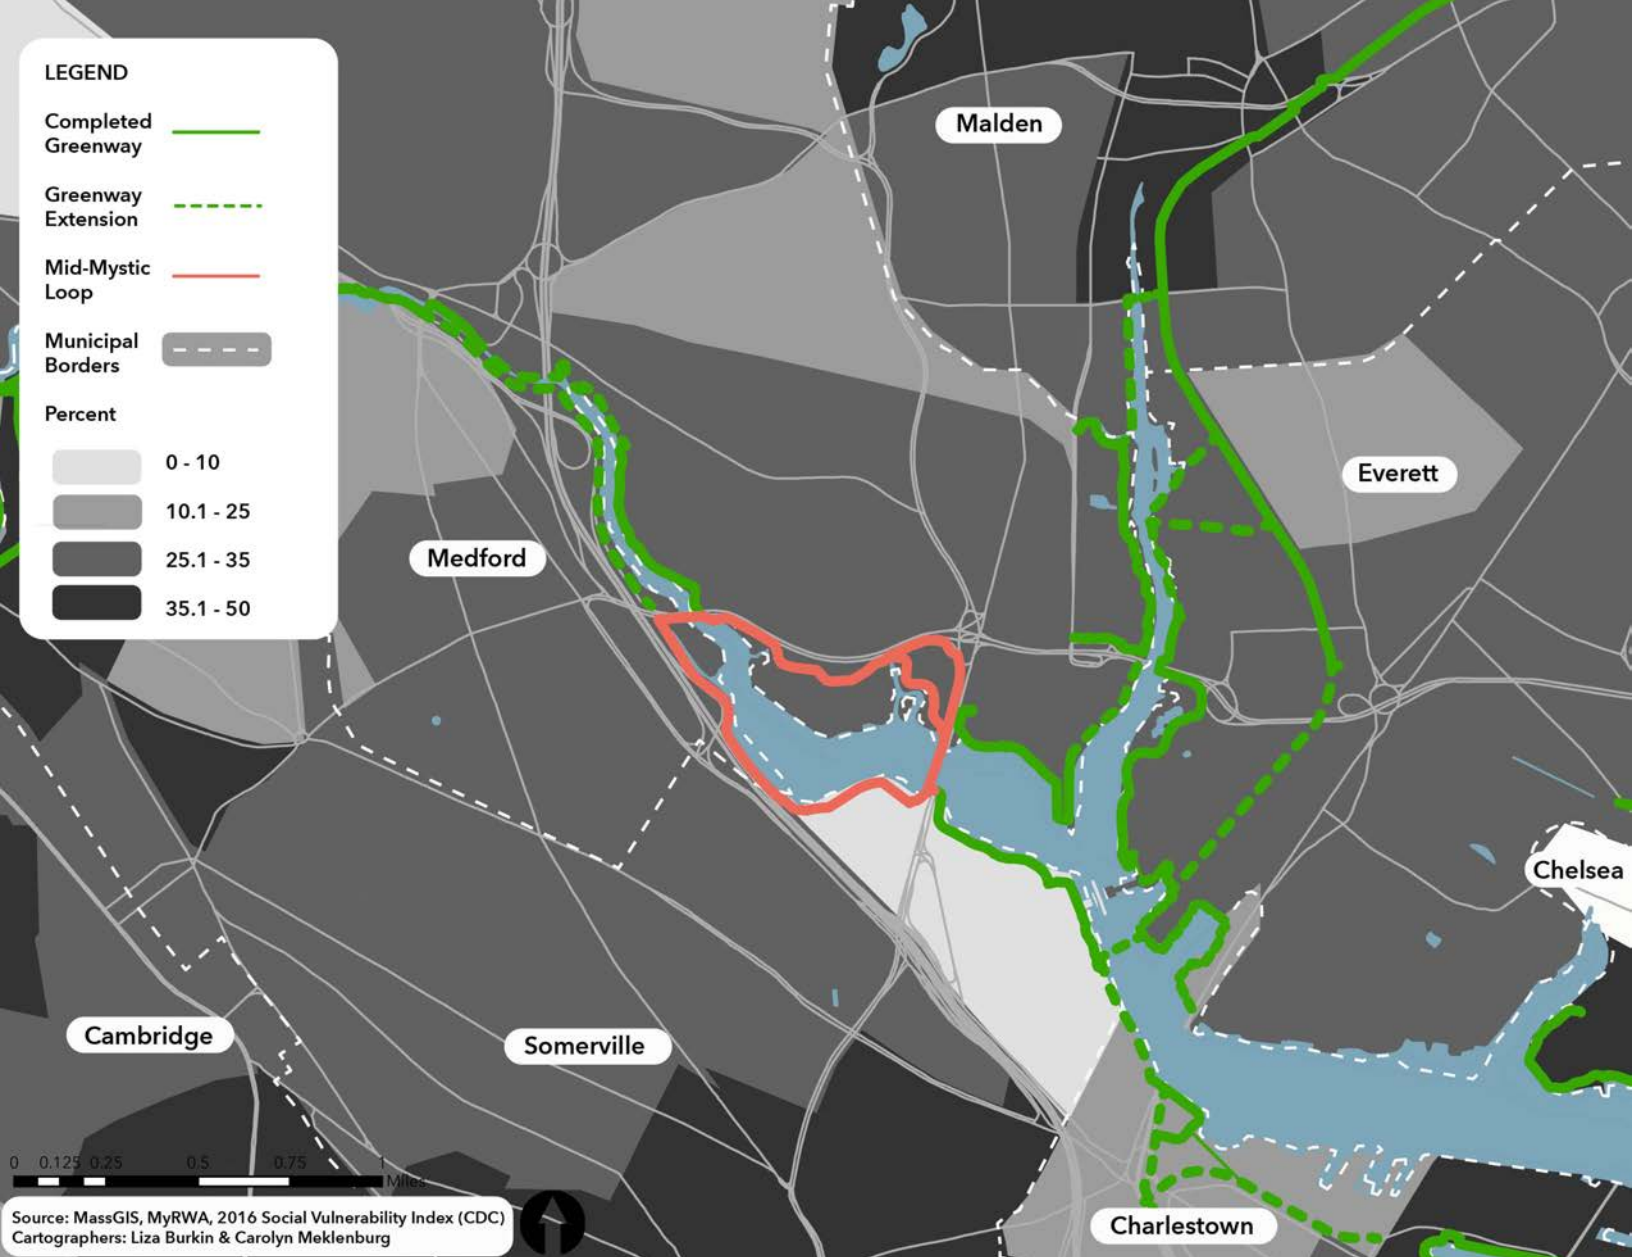 LEGEND
Completed
Greenway
Greenway
Extension
Mid-Mystic
Loop
Municipal
Borders
Percent
0 - 10
10.1 - 25
25.1 - 35
35.1 - 50
Malden
Everett
Medford
Chelsea
Cambridge
Somerville
Charlestown
0 0.125 0.25 0.5 0.75 1
Miles
Source: MassGIS, MyRWA, 2016 Social Vulnerability Index (CDC)
Cartographers: Liza Burkin & Carolyn Meklenburg